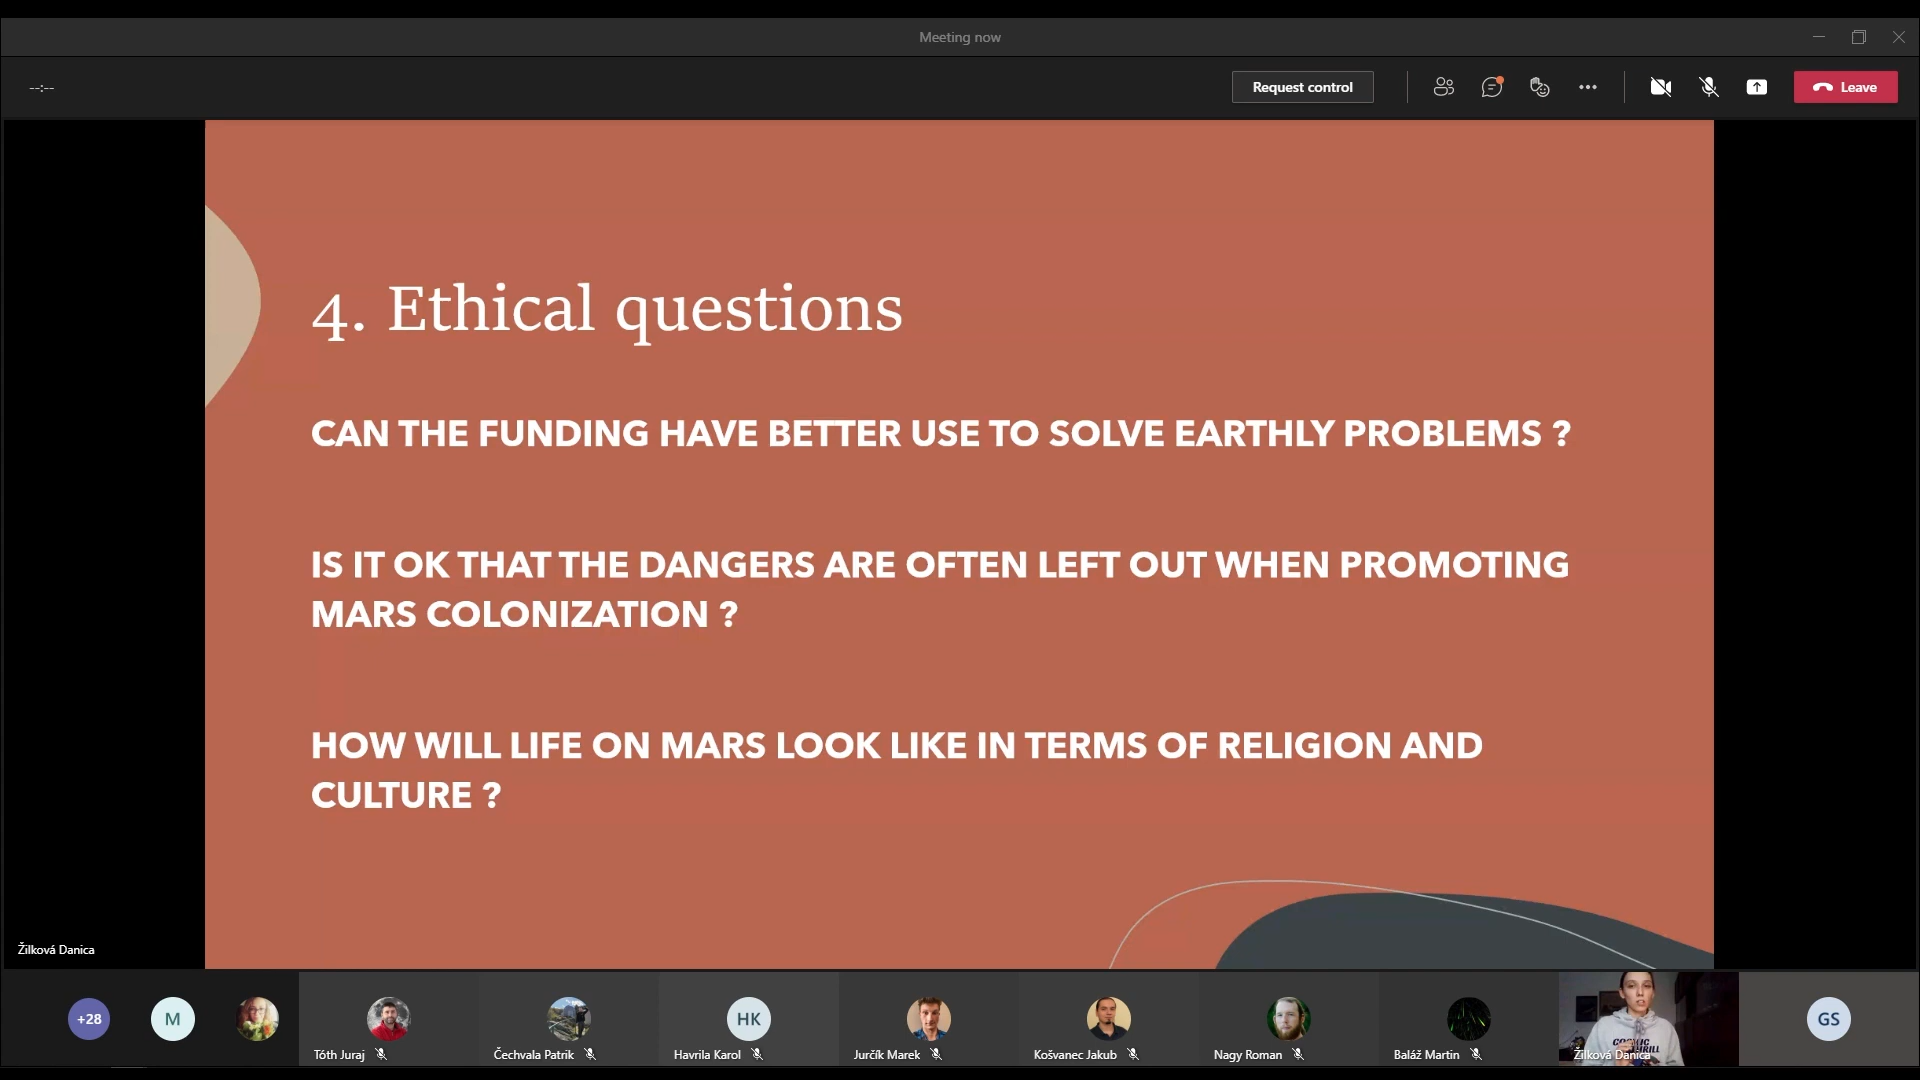 Meeting now
--:--
Request control
Leave
4. Ethical questions
CAN THE FUNDING HAVE BETTER USE TO SOLVE EARTHLY PROBLEMS ?
IS IT OK THAT THE DANGERS ARE OFTEN LEFT OUT WHEN PROMOTING
MARS COLONIZATION ?
HOW WILL LIFE ON MARS LOOK LIKE IN TERMS OF RELIGION AND
CULTURE ?
Žilková Danica
+28
M
HK
GS
Tóth Juraj
Čechvala Patrik
Havrila Karol
Jurčík Marek
Košvanec Jakub
Nagy Roman
Baláž Martin
Žilková Danica